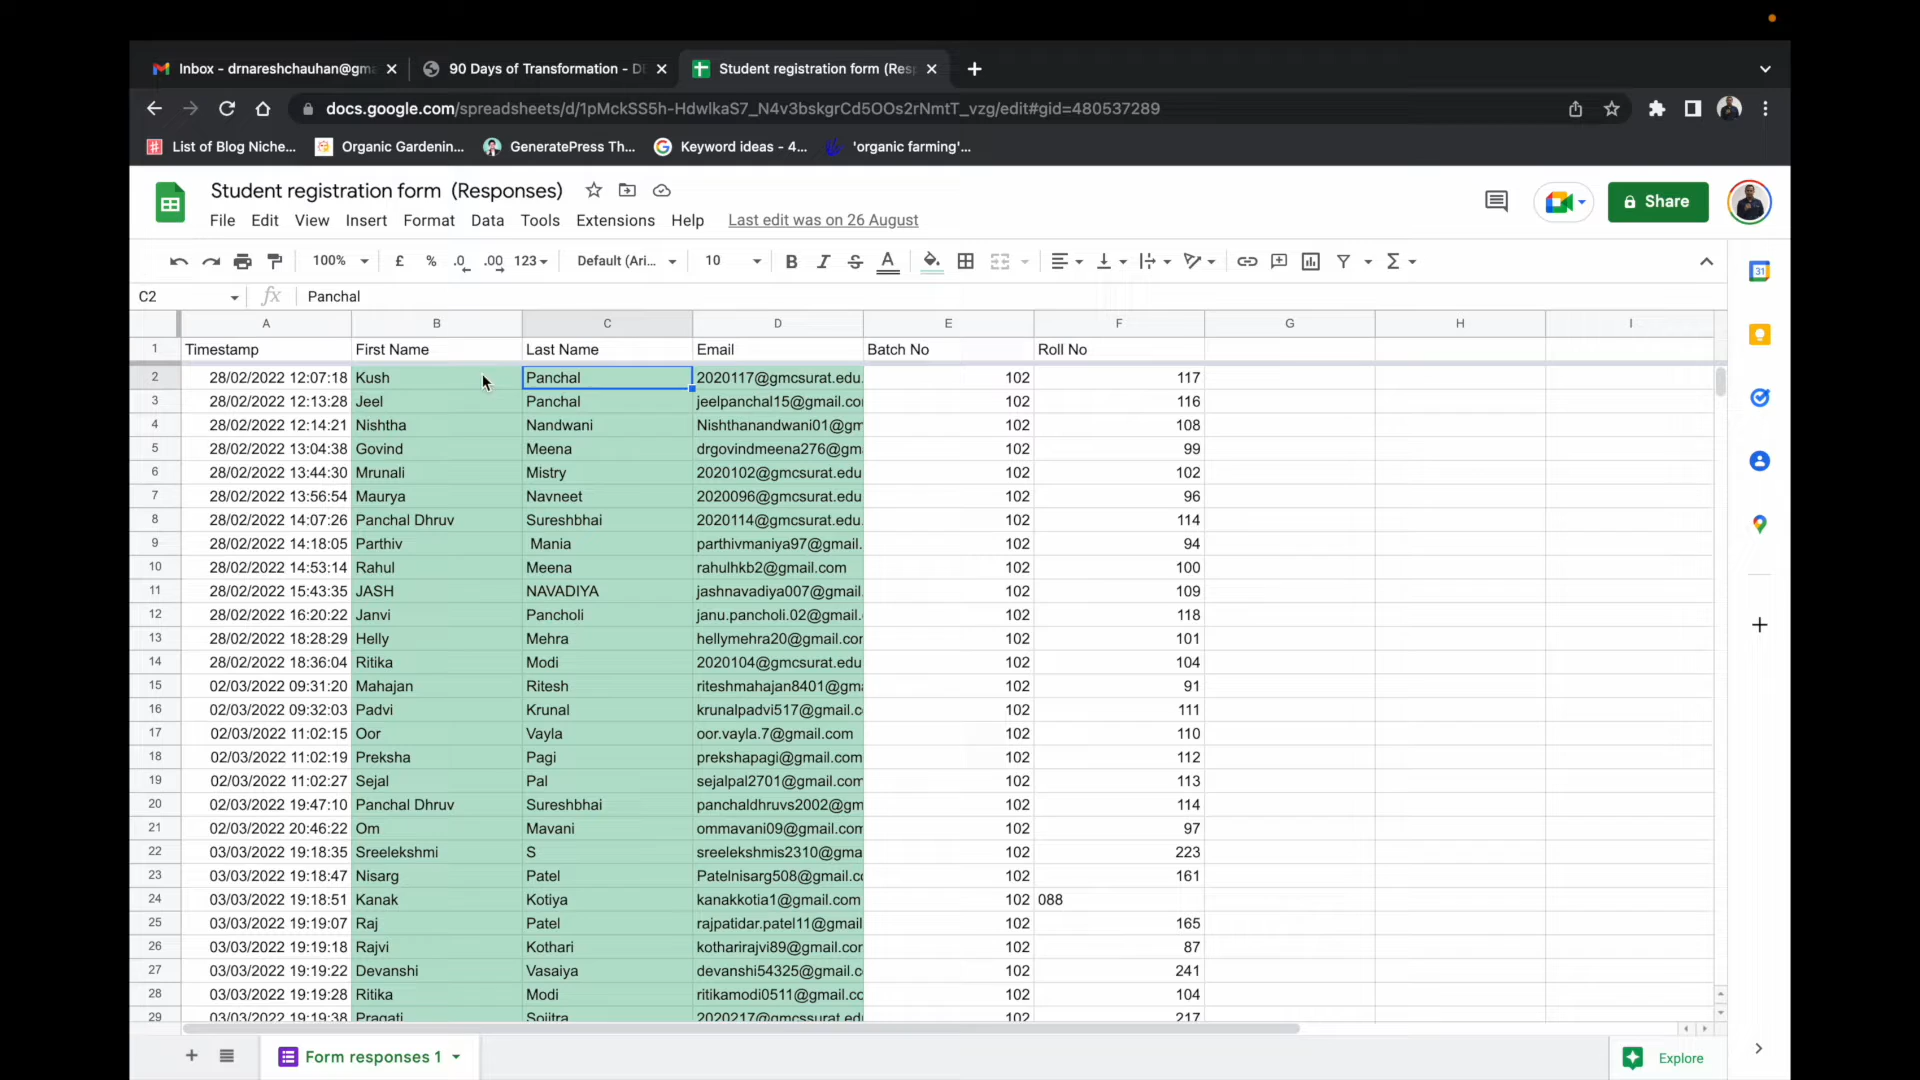 Inbox - drnareshchauhan@gma
90 Days of Transformation - DE
Student registration form (Resp
docs.google.com/spreadsheets/d/1pMckSS5h-HdwlkaS7_N4v3bskgrCd5OOs2rNmtT_vzg/edit#gid=480537289
List of Blog Niche...
Organic Gardenin...
GeneratePress Th...
Keyword ideas - 4...
'organic farming'...
Student registration form (Responses)
File Edit View Insert Format Data Tools Extensions Help Last edit was on 26 August
Share
100% £ % .0 .00 123 Default (Ari... 10 B I S A
31
C2 fx Panchal
A B C D E F G H I
1 Timestamp First Name Last Name Email Batch No Roll No
2 28/02/2022 12:07:18 Kush Panchal 2020117@gmcsurat.edu. 102 117
3 28/02/2022 12:13:28 Jeel Panchal jeelpanchal15@gmail.co 102 116
4 28/02/2022 12:14:21 Nishtha Nandwani Nishthanandwani01@gm 102 108
5 28/02/2022 13:04:38 Govind Meena drgovindmeena276@gm 102 99
6 28/02/2022 13:44:30 Mrunali Mistry 2020102@gmcsurat.edu 102 102
7 28/02/2022 13:56:54 Maurya Navneet 2020096@gmcsurat.edu 102 96
8 28/02/2022 14:07:26 Panchal Dhruv Sureshbhai 2020114@gmcsurat.edu. 102 114
9 28/02/2022 14:18:05 Parthiv Mania parthivmaniya97@gmail. 102 94
10 28/02/2022 14:53:14 Rahul Meena rahulhkb2@gmail.com 102 100
11 28/02/2022 15:43:35 JASH NAVADIYA jashnavadiya007@gmail. 102 109
12 28/02/2022 16:20:22 Janvi Pancholi janu.pancholi.02@gmail. 102 118
13 28/02/2022 18:28:29 Helly Mehra hellymehra20@gmail.cor 102 101
14 28/02/2022 18:36:04 Ritika Modi 2020104@gmcsurat.edu 102 104
15 02/03/2022 09:31:20 Mahajan Ritesh riteshmahajan8401@gma 102 91
16 02/03/2022 09:32:03 Padvi Krunal krunalpadvi517@gmail.c 102 111
17 02/03/2022 11:02:15 Oor Vayla oor.vayla.7@gmail.com 102 110
18 02/03/2022 11:02:19 Preksha Pagi prekshapagi@gmail.com 102 112
19 02/03/2022 11:02:27 Sejal Pal sejalpal2701@gmail.com 102 113
20 02/03/2022 19:47:10 Panchal Dhruv Sureshbhai panchaldhruvs2002@gm 102 114
21 02/03/2022 20:46:22 Om Mavani ommavani09@gmail.com 102 97
22 03/03/2022 19:18:35 Sreelekshmi S sreelekshmis2310@gma 102 223
23 03/03/2022 19:18:47 Nisarg Patel Patelnisarg508@gmail.co 102 161
24 03/03/2022 19:18:51 Kanak Kotiya kanakkotia1@gmail.com 102 088
25 03/03/2022 19:19:07 Raj Patel rajpatidar.patel11@gmail 102 165
26 03/03/2022 19:19:18 Rajvi Kothari kotharirajvi89@gmail.cor 102 87
27 03/03/2022 19:19:22 Devanshi Vasaiya devanshi54325@gmail.c 102 241
28 03/03/2022 19:19:28 Ritika Modi ritikamodi0511@gmail.cc 102 104
29 03/03/2022 19:19:38 Pragati Sojitra 2020217@gmcssurat.edu 102 217
Form responses 1
Explore